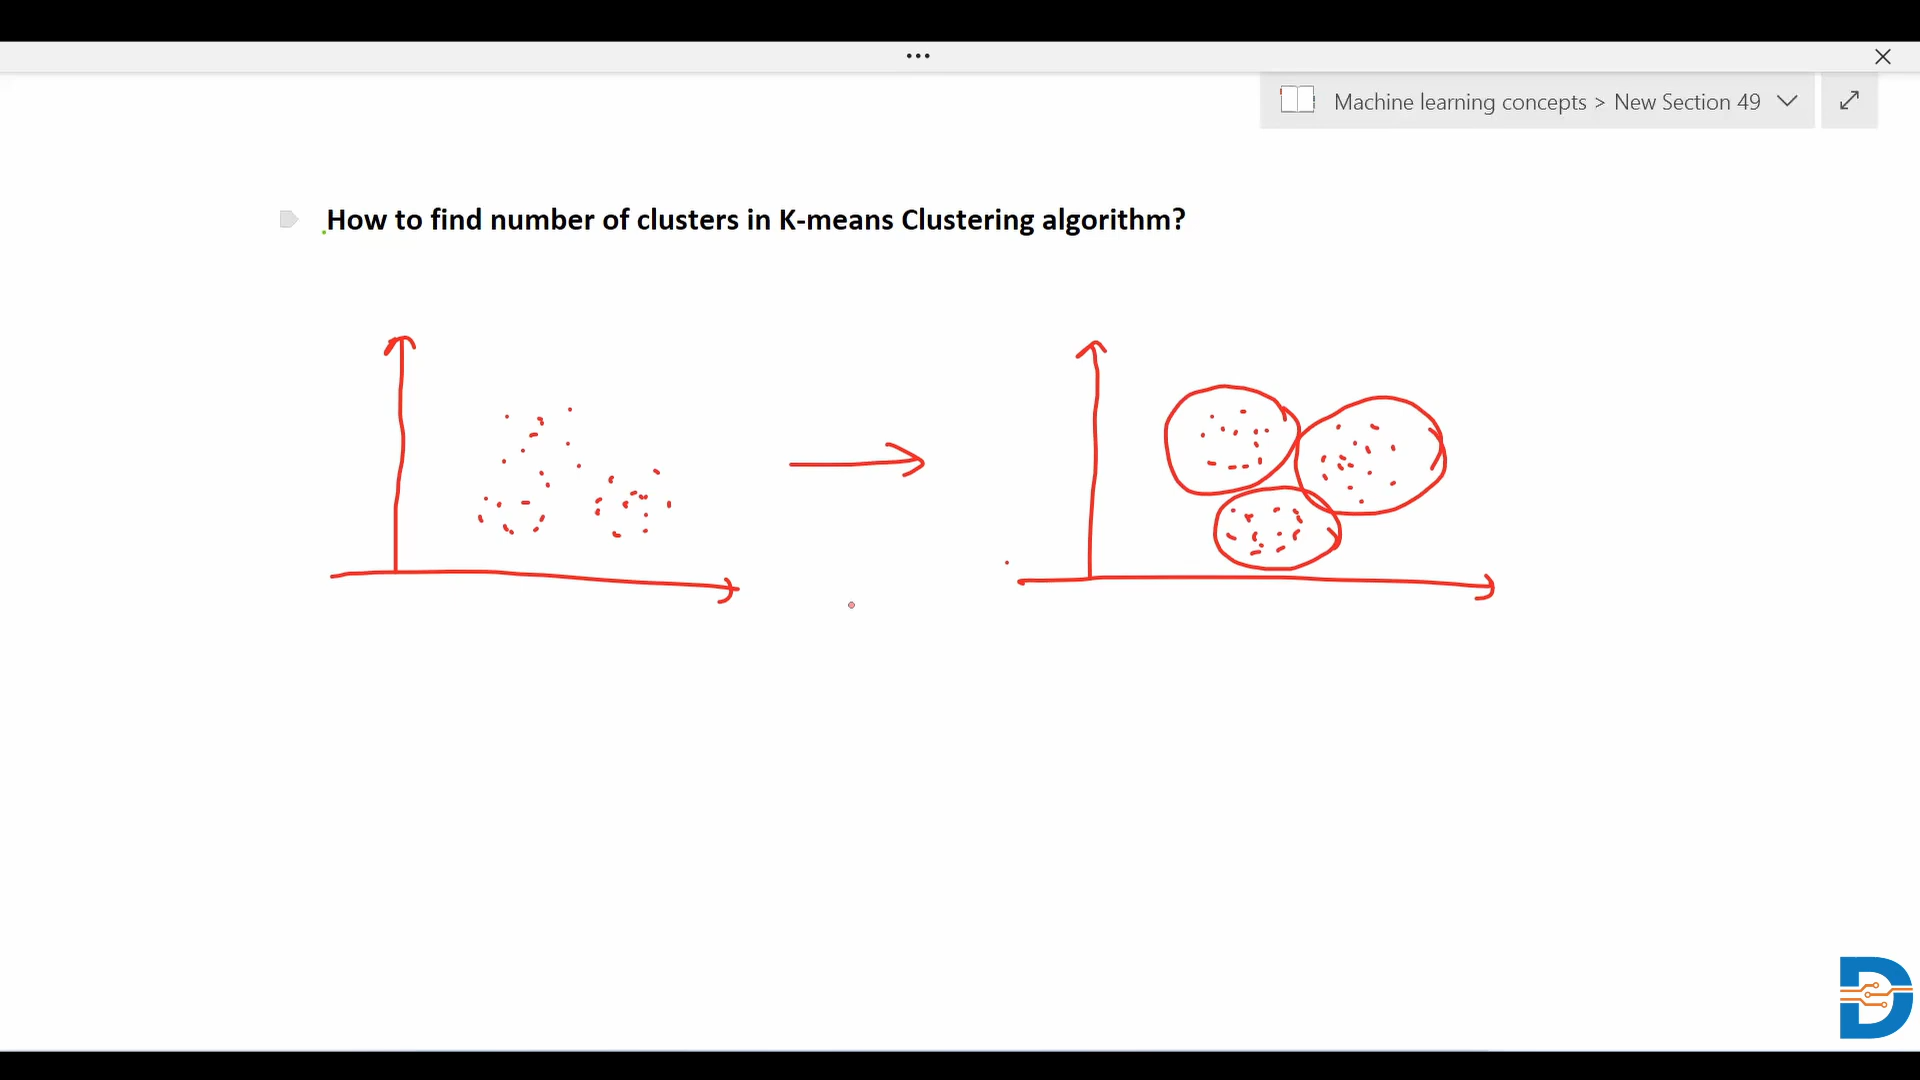 Machine learning concepts > New Section 49
How to find number of clusters in K-means Clustering algorithm?